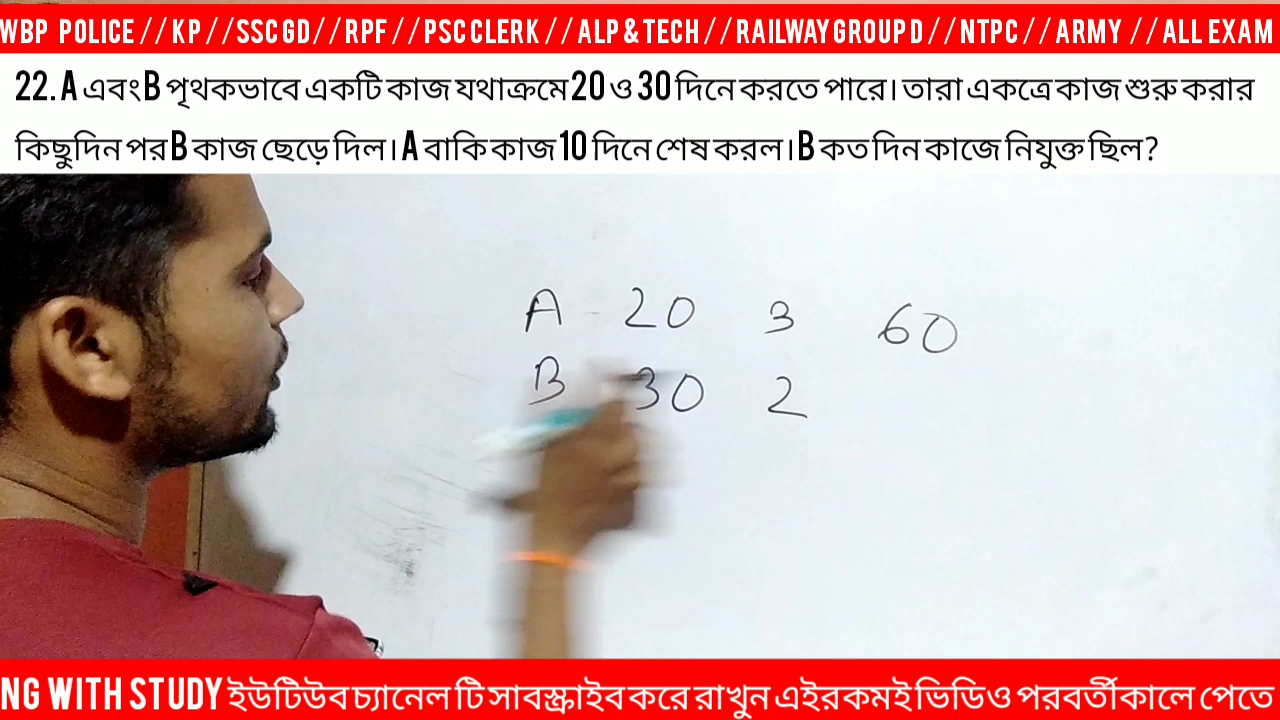 WBP POLICE // KP // SSC GD // RPF // PSC CLERK // ALP & TECH // RAILWAY GROUP D // NTPC // ARMY // ALL EXAM
22. A এবং B পৃথকভাবে একটি কাজ যথাক্রমে 20 ও 30 দিনে করতে পারে। তারা একত্রে কাজ শুরু করার
কিছুদিন পর B কাজ ছেড়ে দিল। A বাকি কাজ 10 দিনে শেষ করল। B কত দিন কাজে নিযুক্ত ছিল?
A - 20 3 60
B 30 2
NG WITH STUDY ইউটিউব চ্যানেল টি সাবস্ক্রাইব করে রাখুন এইরকমই ভিডিও পরবর্তীকালে পেতে